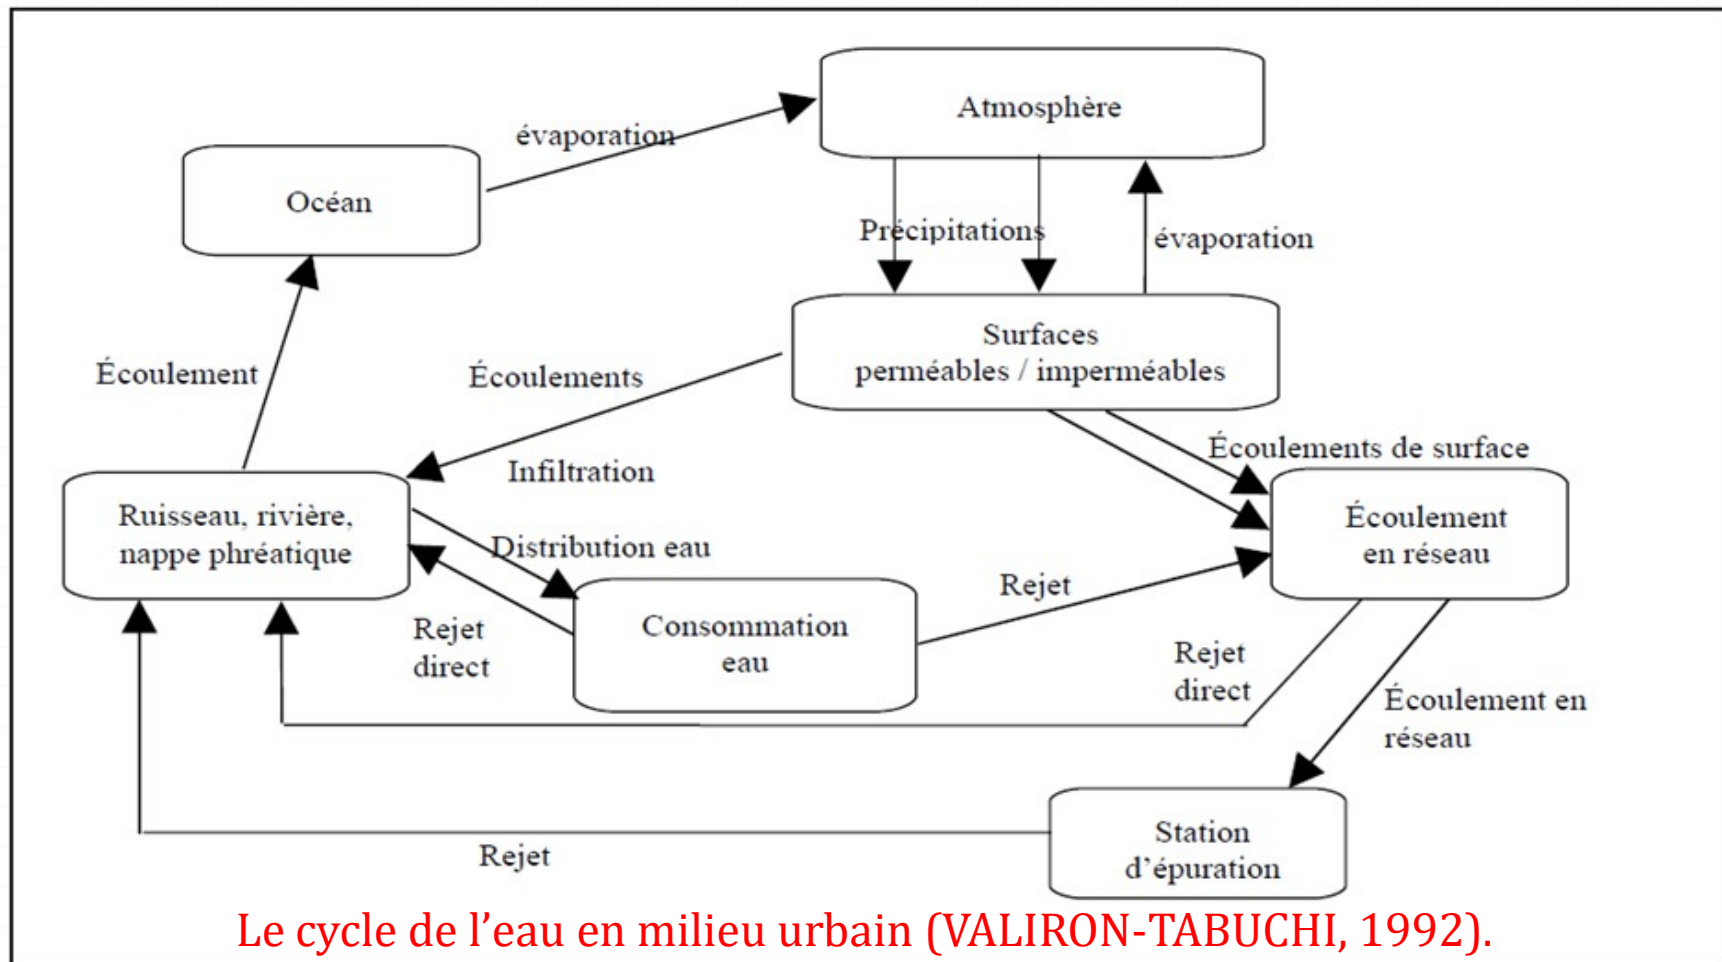 Atmosphère
évaporation
Océan
Précipitations
évaporation
Surfaces
perméables / imperméables
Écoulement
Écoulements
Infiltration
Écoulements de surface
Ruisseau, rivière,
nappe phréatique
Distribution eau
Écoulement
en réseau
Rejet
Consommation
eau
Rejet
direct
Rejet
direct
Écoulement en
réseau
Station
d'épuration
Rejet
Le cycle de l'eau en milieu urbain (VALIRON-TABUCHI, 1992).